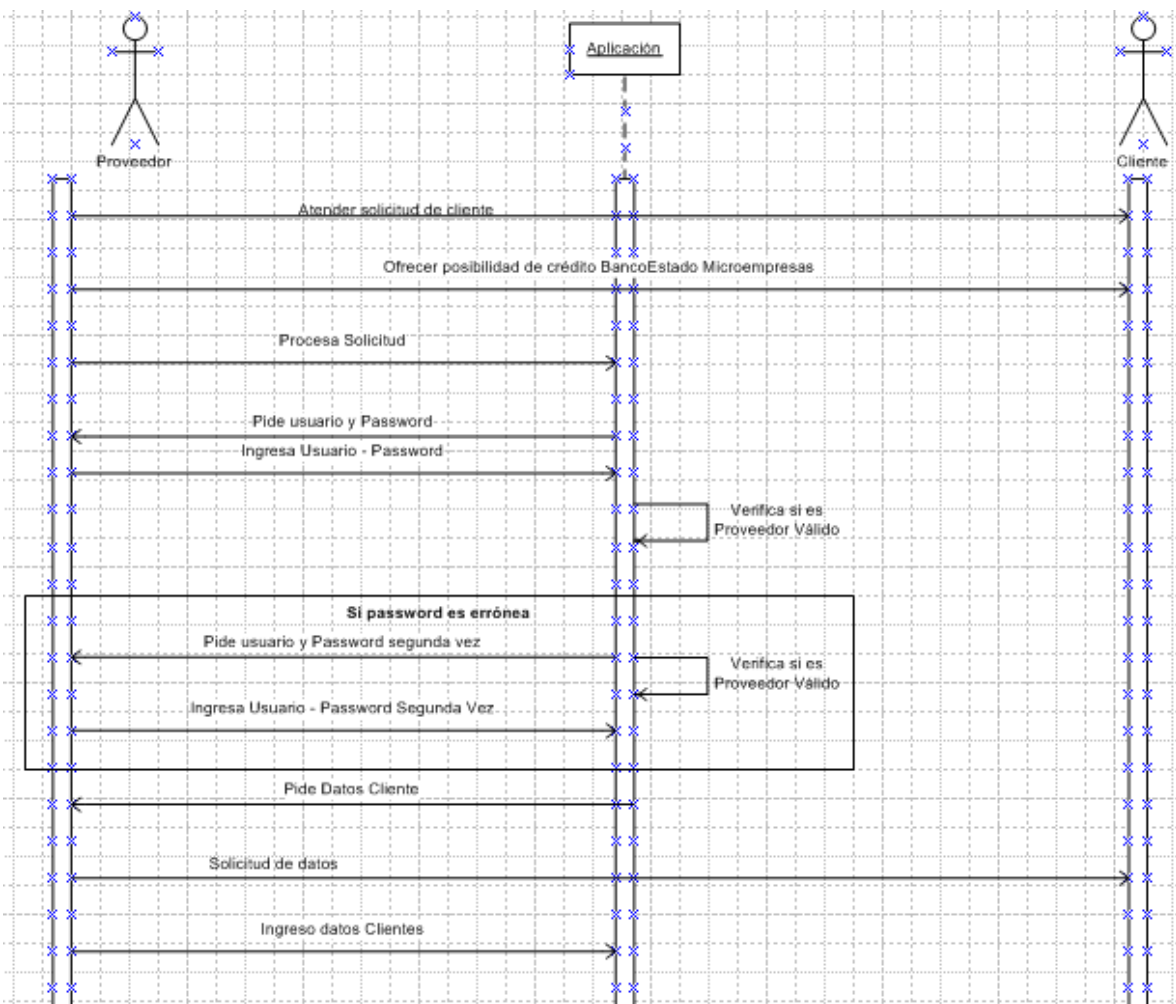 Aplicación
Proveedor
Cliente
Atender solicitud de cliente
Ofrecer posibilidad de crédito BancoEstado Microempresas
Procesa Solicitud
Pide usuario y Password
Ingresa Usuario - Password
Verifica si es
Proveedor Válido
Si password es errónea
Pide usuario y Password segunda vez
Verifica si es
Proveedor Válido
Ingresa Usuario - Password Segunda Vez
Pide Datos Cliente
Solicitud de datos
Ingreso datos Clientes